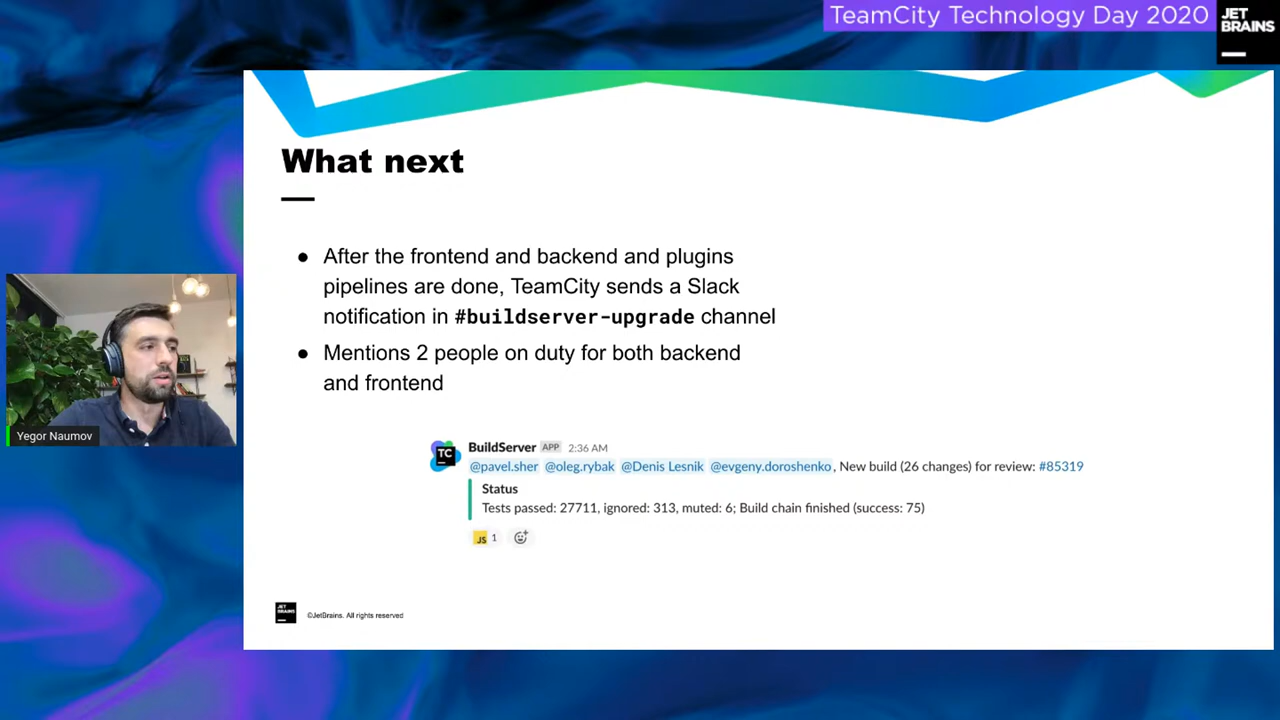 TeamCity Technology Day 2020
JET
BRAINS
What next
● After the frontend and backend and plugins
pipelines are done, TeamCity sends a Slack
notification in #buildserver-upgrade channel
● Mentions 2 people on duty for both backend
and frontend
Yegor Naumov
TC
BuildServer APP 2:36 AM
@pavel.sher @oleg.rybak @Denis Lesnik @evgeny.doroshenko, New build (26 changes) for review: #85319
Status
Tests passed: 27711, ignored: 313, muted: 6; Build chain finished (success: 75)
JS 1
JET
BRAINS
©JetBrains. All rights reserved